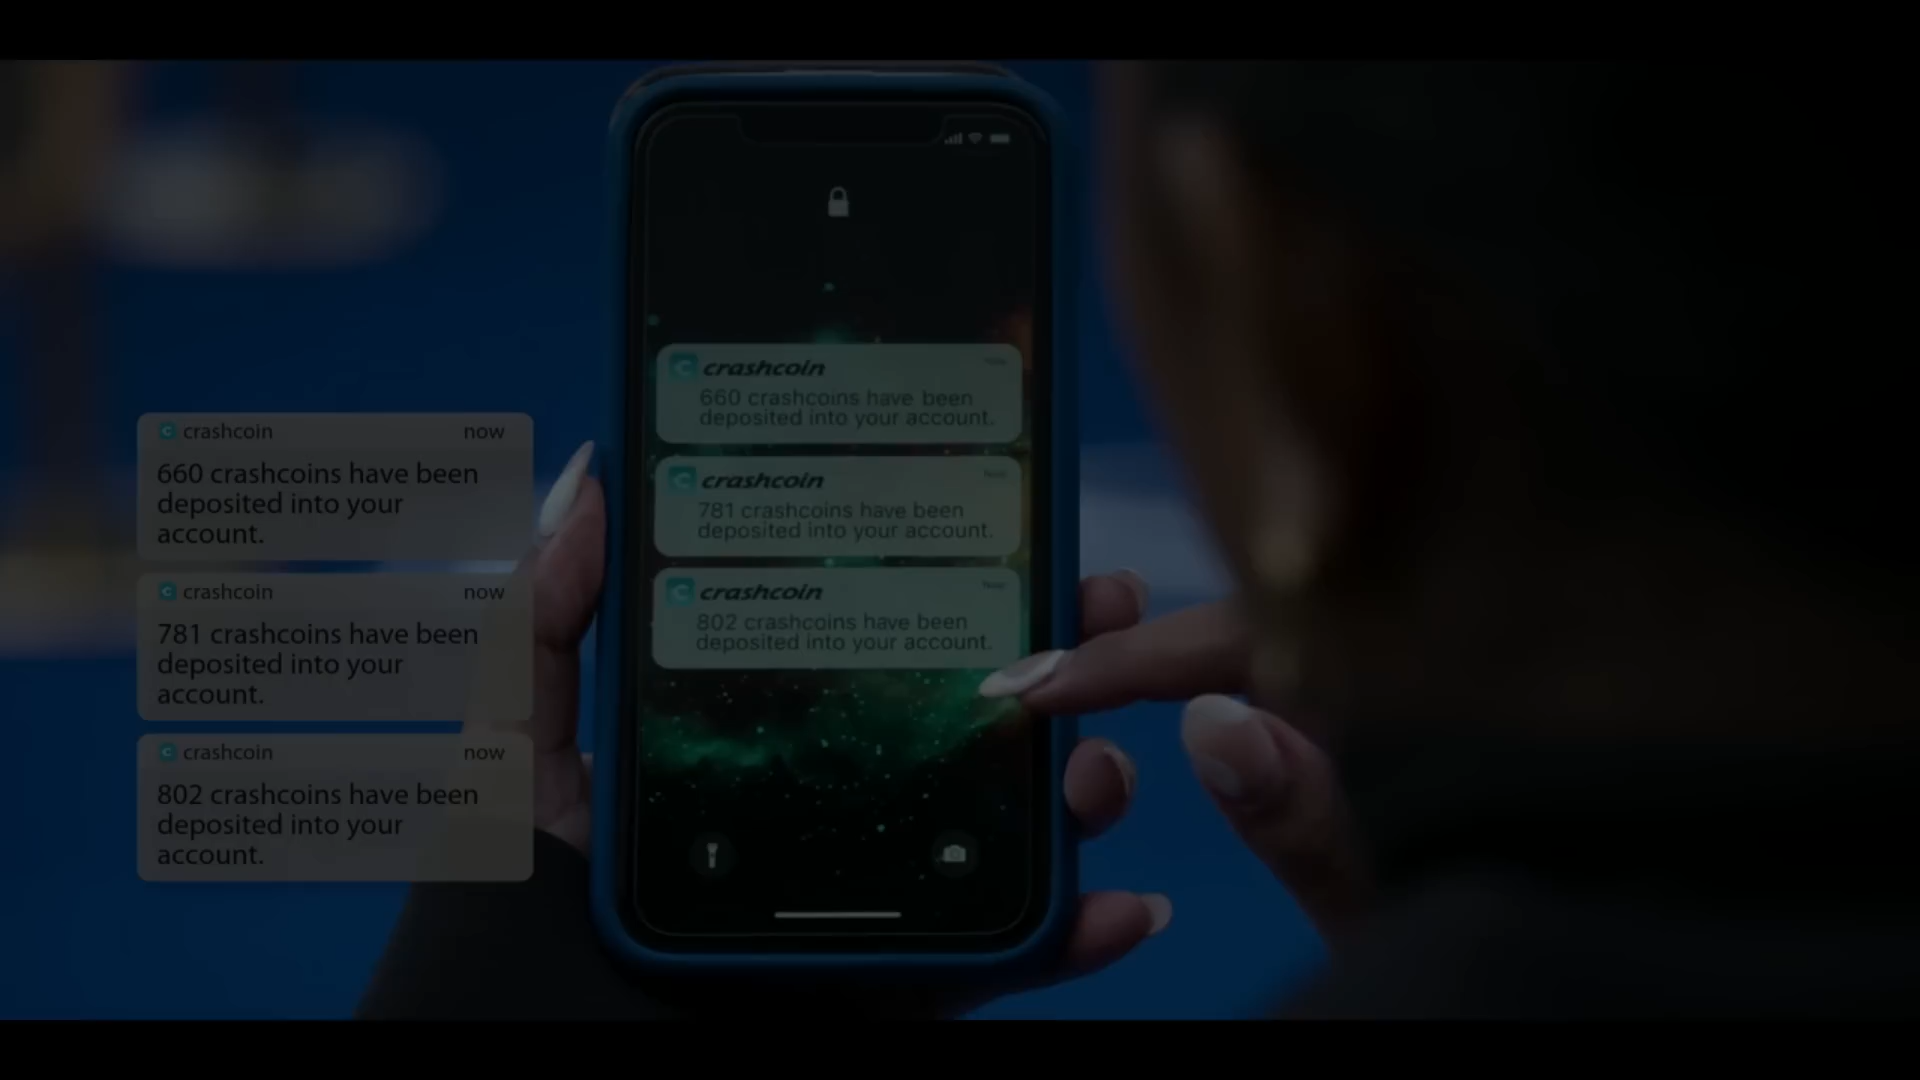 crashcoin now
660 crashcoins have been
deposited into your
account.
crashcoin now
781 crashcoins have been
deposited into your
account.
crashcoin now
802 crashcoins have been
deposited into your
account.
crashcoin Now
660 crashcoins have been
deposited into your account.
crashcoin Now
781 crashcoins have been
deposited into your account.
crashcoin Now
802 crashcoins have been
deposited into your account.